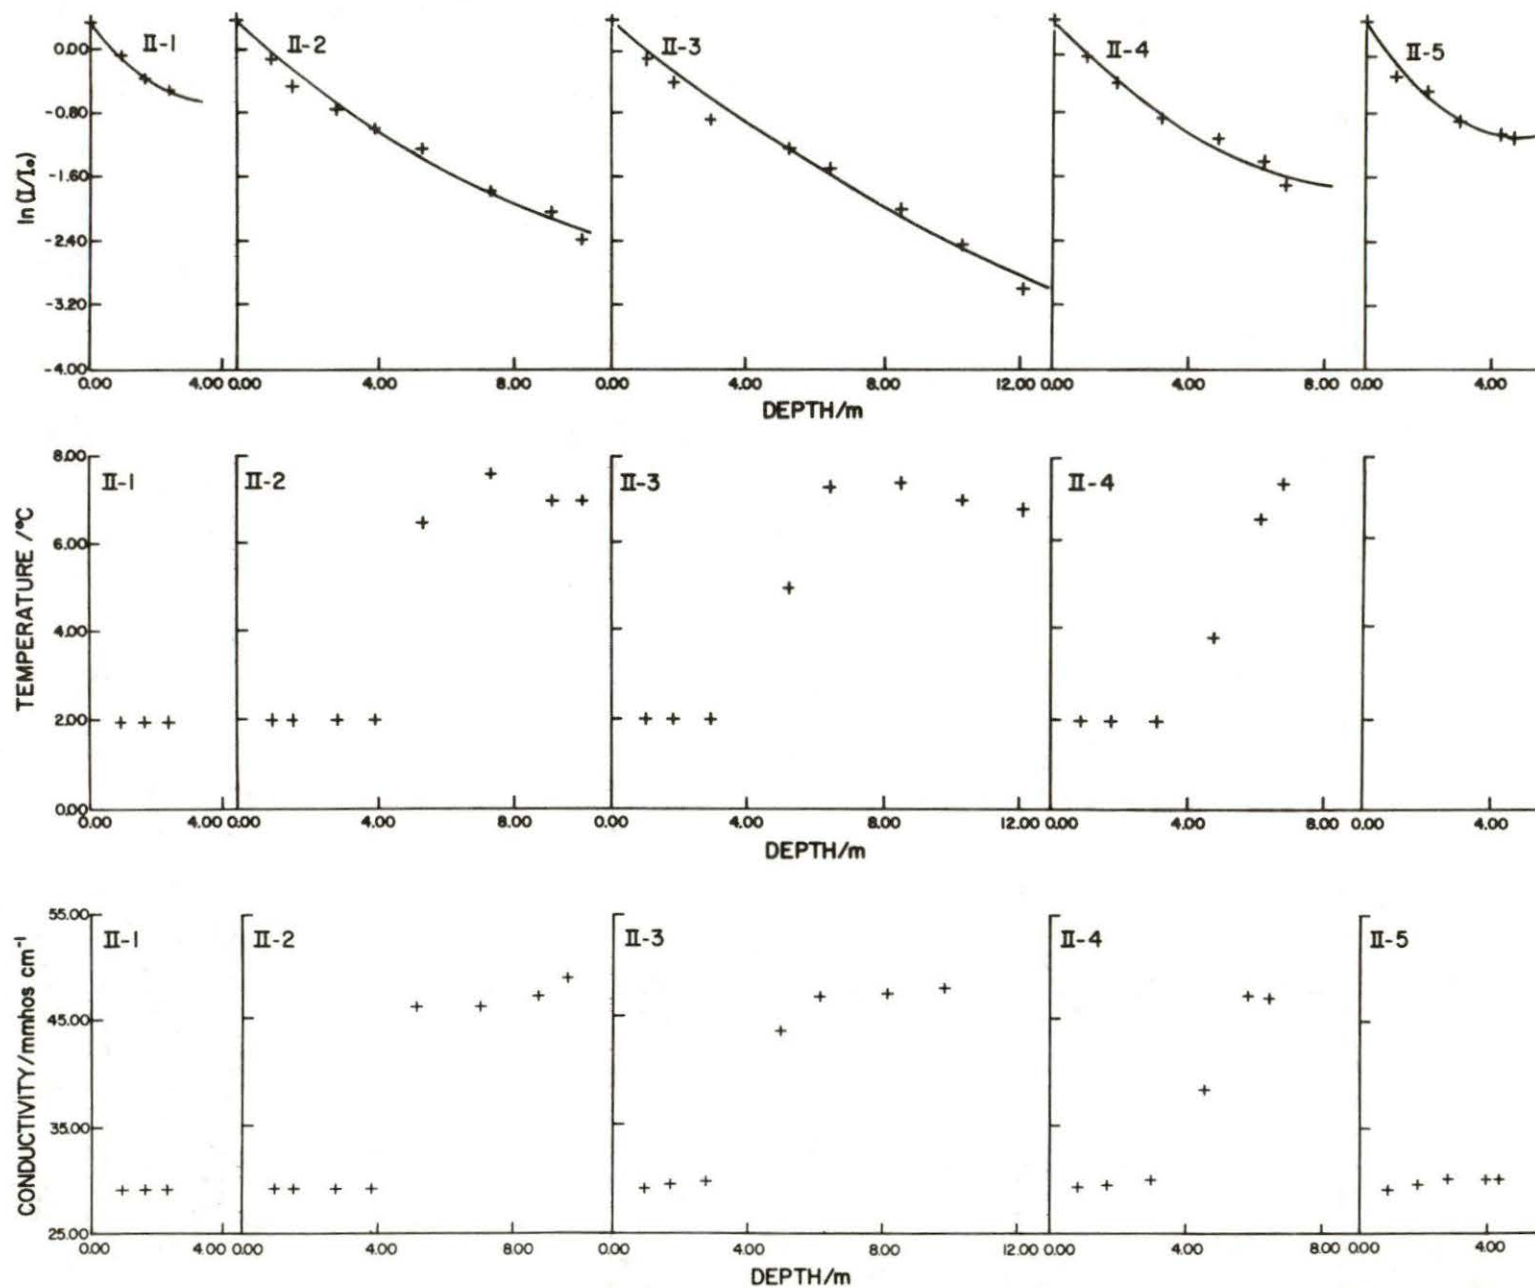 II-1 II-2 II-3 II-4 II-5
ln(I/I₀)
0.00
-0.80
-1.60
-2.40
-3.20
-4.00
0.00 4.00 0.00 4.00 8.00 0.00 4.00 8.00 12.00 0.00 4.00 8.00 0.00 4.00
DEPTH/m
II-1 II-2 II-3 II-4
TEMPERATURE /°C
8.00
6.00
4.00
2.00
0.00
0.00 4.00 0.00 4.00 8.00 0.00 4.00 8.00 12.00 0.00 4.00 8.00 0.00 4.00
DEPTH/m
II-1 II-2 II-3 II-4 II-5
CONDUCTIVITY/mmhos cm⁻¹
55.00
45.00
35.00
25.00
0.00 4.00 0.00 4.00 8.00 0.00 4.00 8.00 12.00 0.00 4.00 8.00 0.00 4.00
DEPTH/m